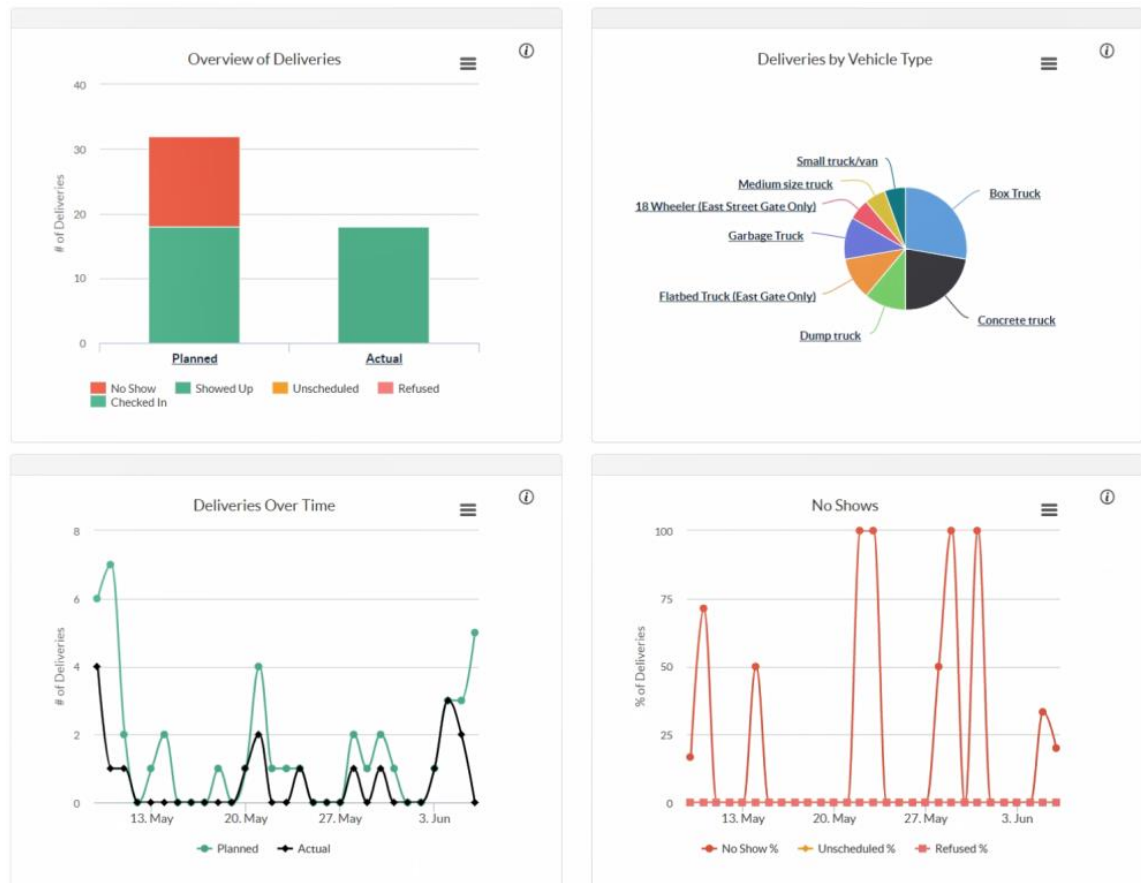 Overview of Deliveries
# of Deliveries
40
30
20
10
0
Planned
Actual
No Show
Showed Up
Unscheduled
Refused
Checked In
Deliveries by Vehicle Type
Small truck/van
Medium size truck
18 Wheeler (East Street Gate Only)
Garbage Truck
Flatbed Truck (East Gate Only)
Dump truck
Box Truck
Concrete truck
Deliveries Over Time
# of Deliveries
8
6
4
2
0
13. May
20. May
27. May
3. Jun
Planned
Actual
No Shows
% of Deliveries
100
75
50
25
0
13. May
20. May
27. May
3. Jun
No Show %
Unscheduled %
Refused %